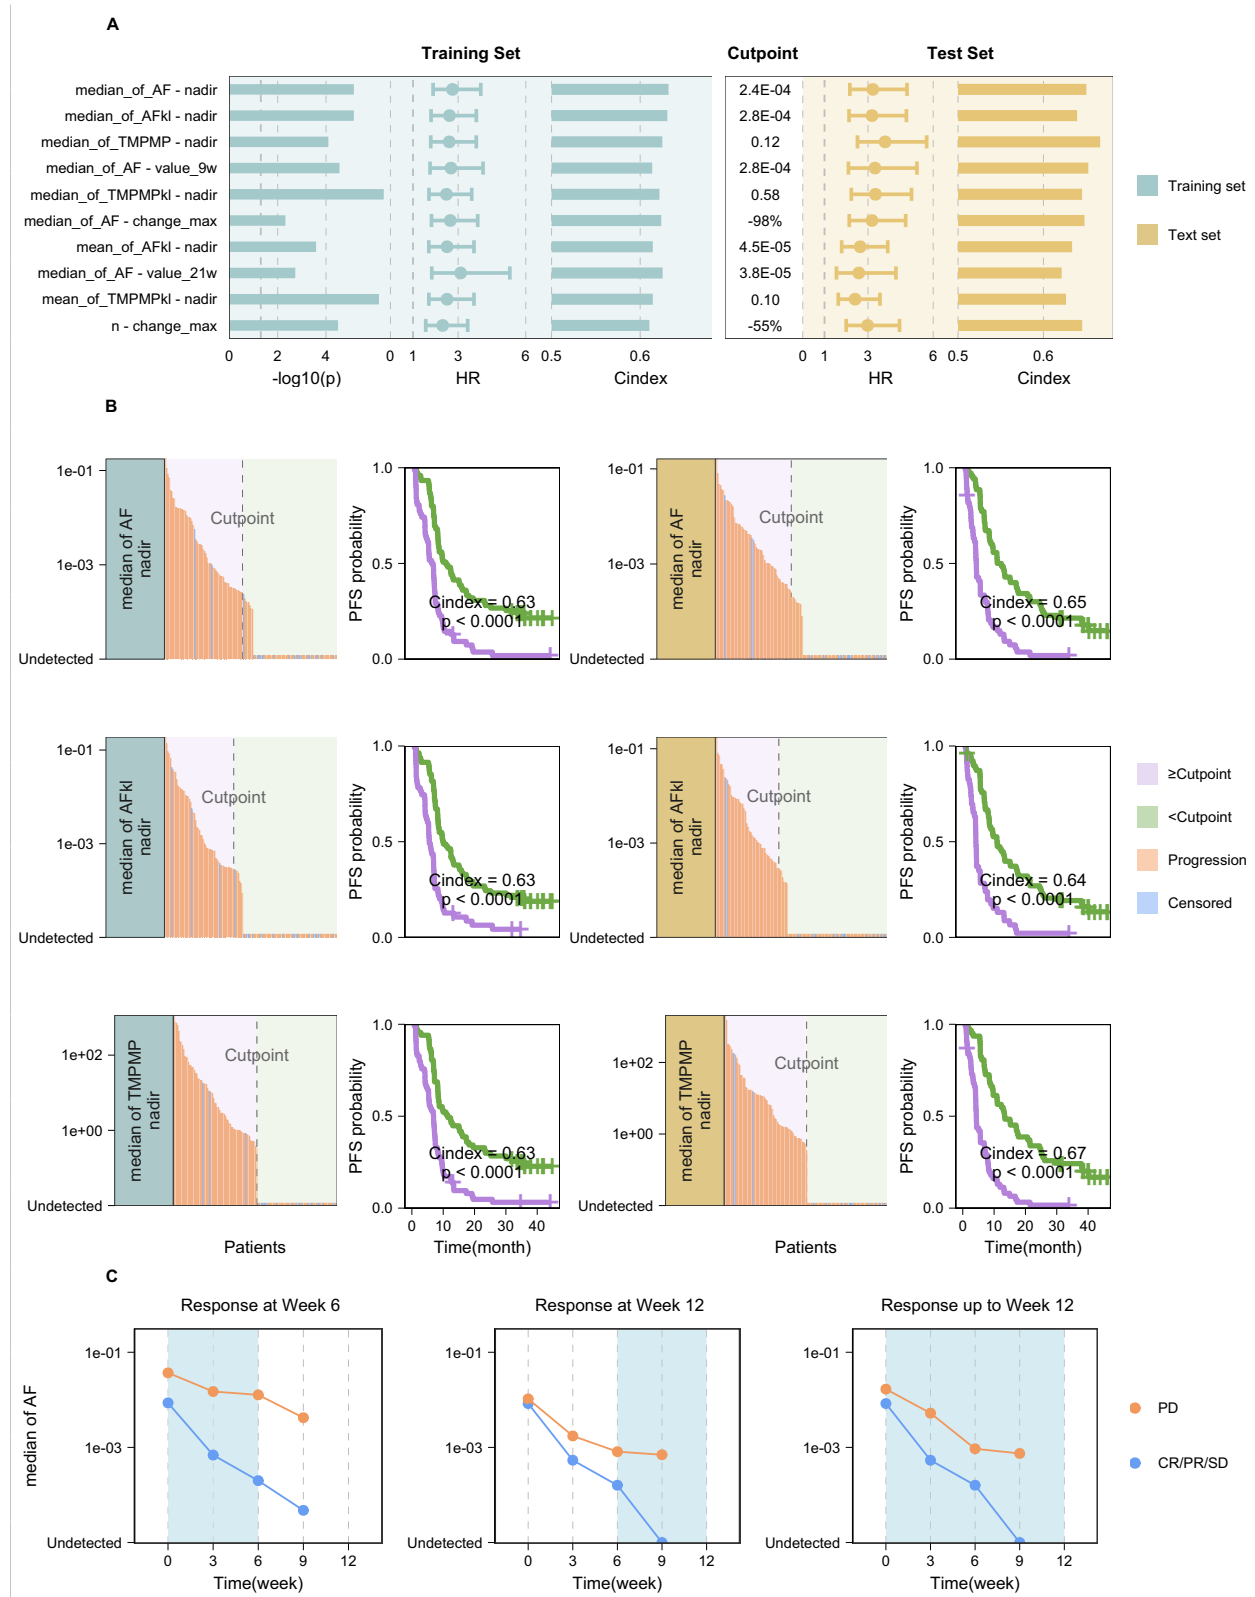 A
Training Set
Cutpoint
Test Set
median_of_AF - nadir
2.4E-04
median_of_AFkl - nadir
2.8E-04
median_of_TMPMP - nadir
0.12
median_of_AF - value_9w
2.8E-04
median_of_TMPMPkl - nadir
0.58
median_of_AF - change_max
-98%
mean_of_AFkl - nadir
4.5E-05
median_of_AF - value_21w
3.8E-05
mean_of_TMPMPkl - nadir
0.10
n - change_max
-55%
Training set
Text set
0 2 4 0 1 3 6 0.5 0.6
0 1 3 6 0.5 0.6
-log10(p) HR Cindex
HR Cindex
B
median of AF
nadir
1e-01
1e-03
Undetected
Cutpoint
PFS probability
1.0
0.5
0.0
Cindex = 0.63
p < 0.0001
median of AF
nadir
1e-01
1e-03
Undetected
Cutpoint
PFS probability
1.0
0.5
0.0
Cindex = 0.65
p < 0.0001
median of AFkl
nadir
1e-01
1e-03
Undetected
Cutpoint
PFS probability
1.0
0.5
0.0
Cindex = 0.63
p < 0.0001
median of AFkl
nadir
1e-01
1e-03
Undetected
Cutpoint
PFS probability
1.0
0.5
0.0
Cindex = 0.64
p < 0.0001
≥Cutpoint
<Cutpoint
Progression
Censored
median of TMPMP
nadir
1e+02
1e+00
Undetected
Cutpoint
Patients
PFS probability
1.0
0.5
0.0
Cindex = 0.63
p < 0.0001
0 10 20 30 40
Time(month)
median of TMPMP
nadir
1e+02
1e+00
Undetected
Cutpoint
Patients
PFS probability
1.0
0.5
0.0
Cindex = 0.67
p < 0.0001
0 10 20 30 40
Time(month)
C
Response at Week 6
median of AF
1e-01
1e-03
Undetected
0 3 6 9 12
Time(week)
Response at Week 12
1e-01
1e-03
Undetected
0 3 6 9 12
Time(week)
Response up to Week 12
1e-01
1e-03
Undetected
0 3 6 9 12
Time(week)
PD
CR/PR/SD